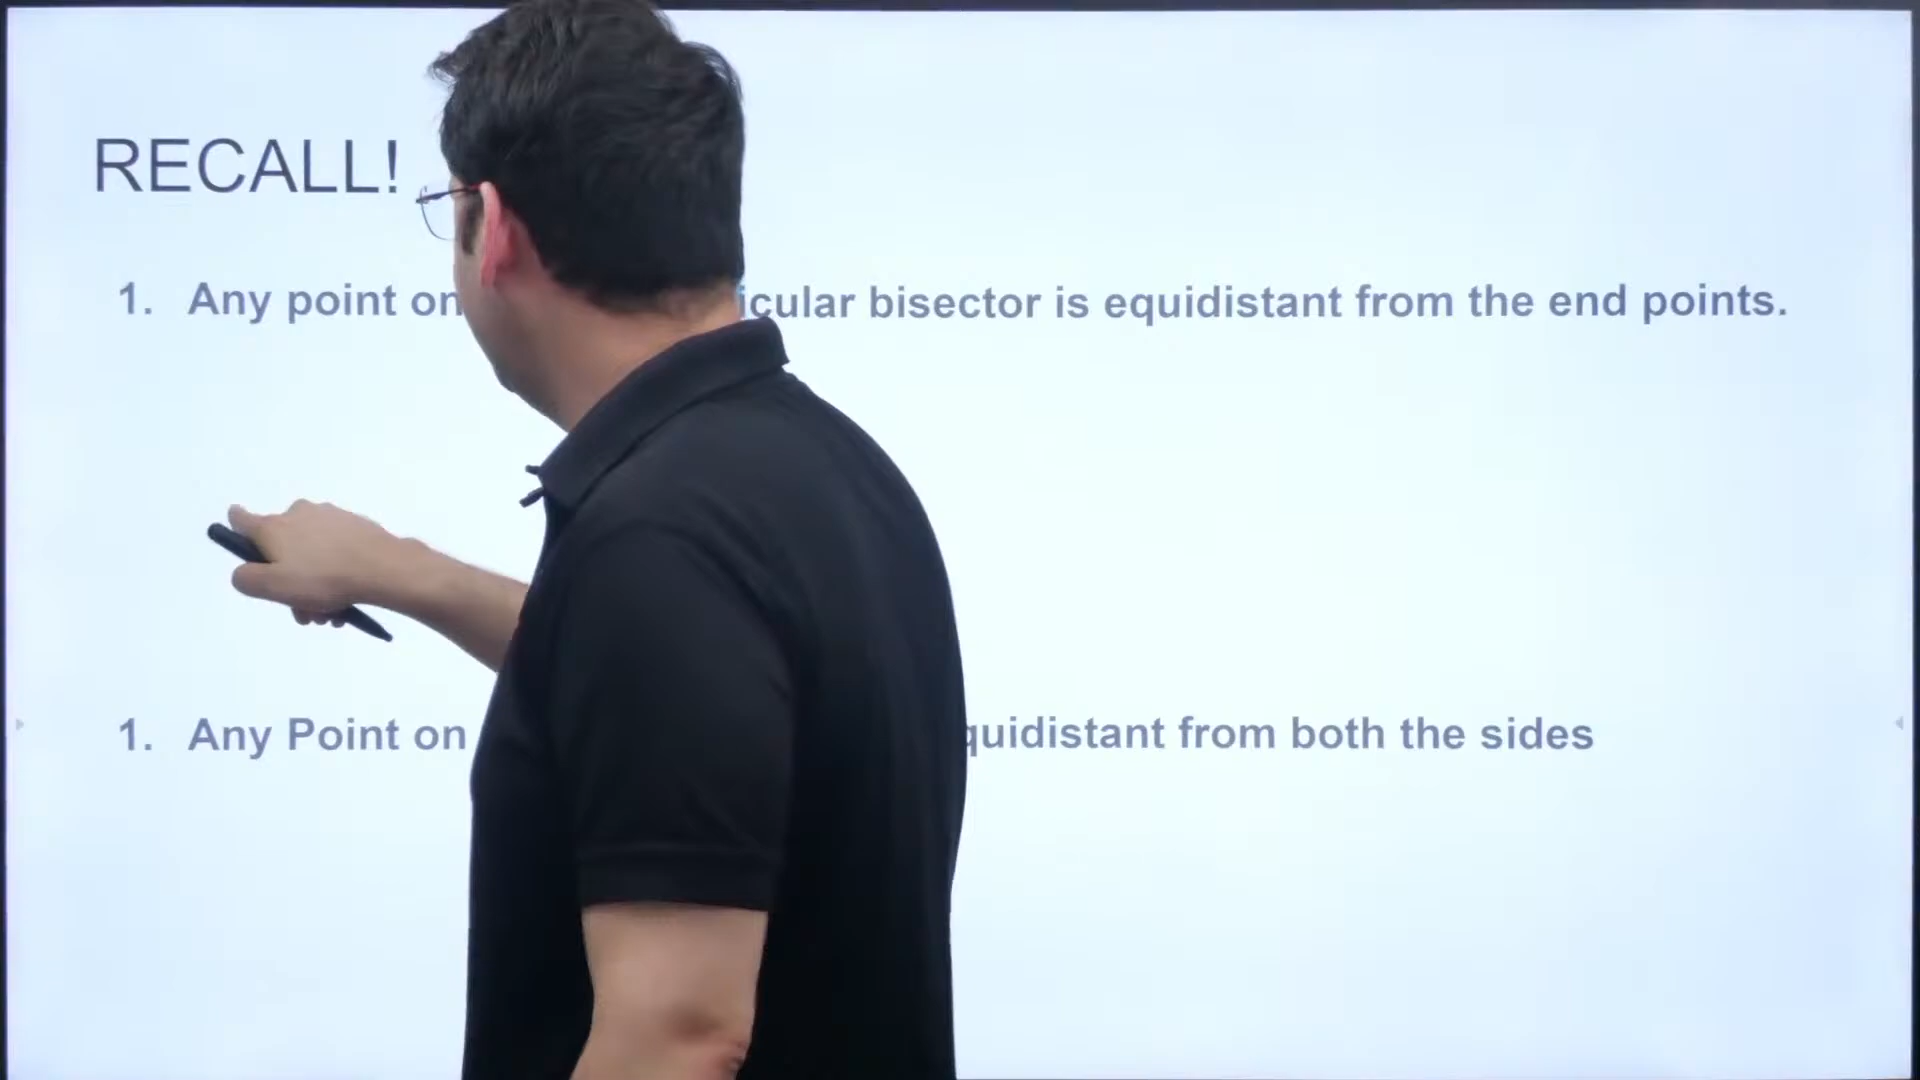 RECALL!
1. Any point on icular bisector is equidistant from the end points.
1. Any Point on quidistant from both the sides